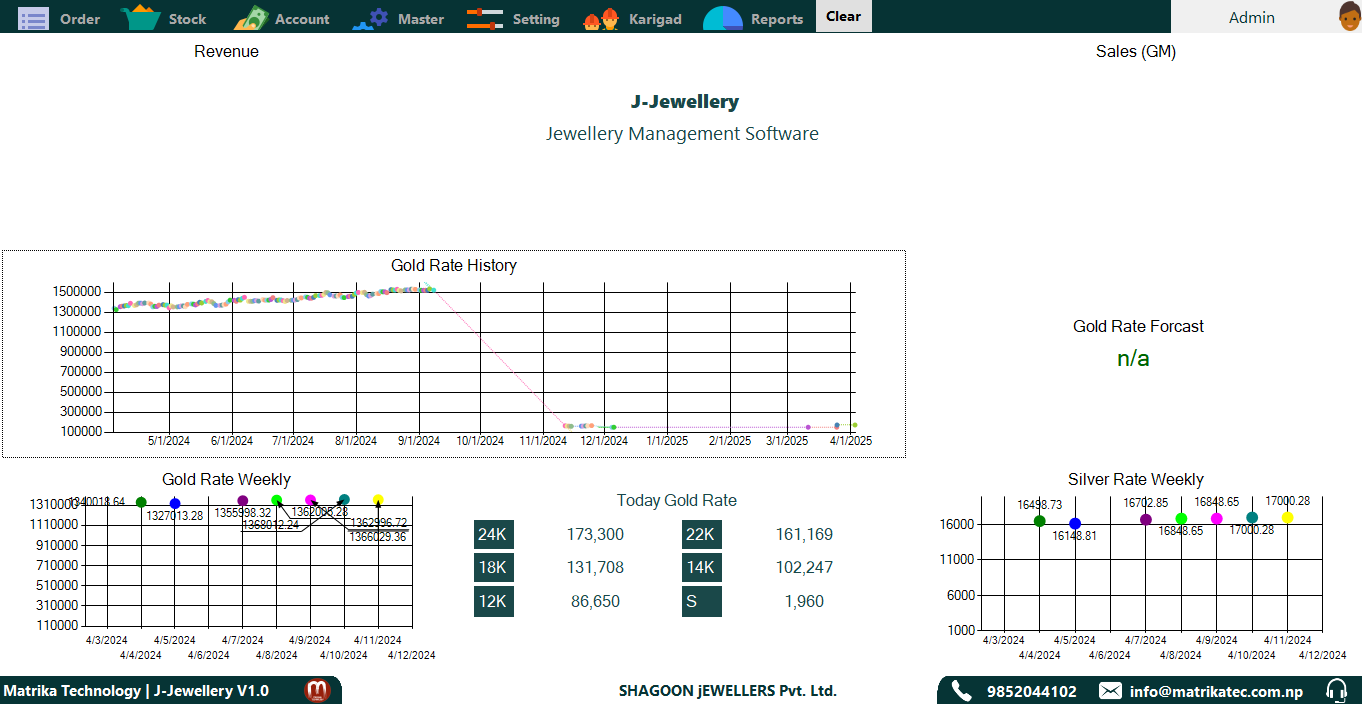 Order Stock Account Master Setting Karigad Reports Clear Admin
Revenue
Sales (GM)
J-Jewellery
Jewellery Management Software
Gold Rate History
1500000
1300000
1100000
900000
700000
500000
300000
100000
5/1/2024 6/1/2024 7/1/2024 8/1/2024 9/1/2024 10/1/2024 11/1/2024 12/1/2024 1/1/2025 2/1/2025 3/1/2025 4/1/2025
Gold Rate Forcast
n/a
Gold Rate Weekly
1310000
1110000
910000
710000
510000
310000
110000
1340018.64
1327013.28
1355998.32
1368012.24
1362005.28
1362996.72
1366029.36
4/3/2024 4/5/2024 4/7/2024 4/9/2024 4/11/2024
4/4/2024 4/6/2024 4/8/2024 4/10/2024 4/12/2024
Today Gold Rate
24K 173,300 22K 161,169
18K 131,708 14K 102,247
12K 86,650 S 1,960
Silver Rate Weekly
16000
11000
6000
1000
16498.73
16148.81
16702.85
16848.65
16848.65
17000.28
17000.28
4/3/2024 4/5/2024 4/7/2024 4/9/2024 4/11/2024
4/4/2024 4/6/2024 4/8/2024 4/10/2024 4/12/2024
Matrika Technology | J-Jewellery V1.0
SHAGOON jEWELLERS Pvt. Ltd.
9852044102 info@matrikatec.com.np